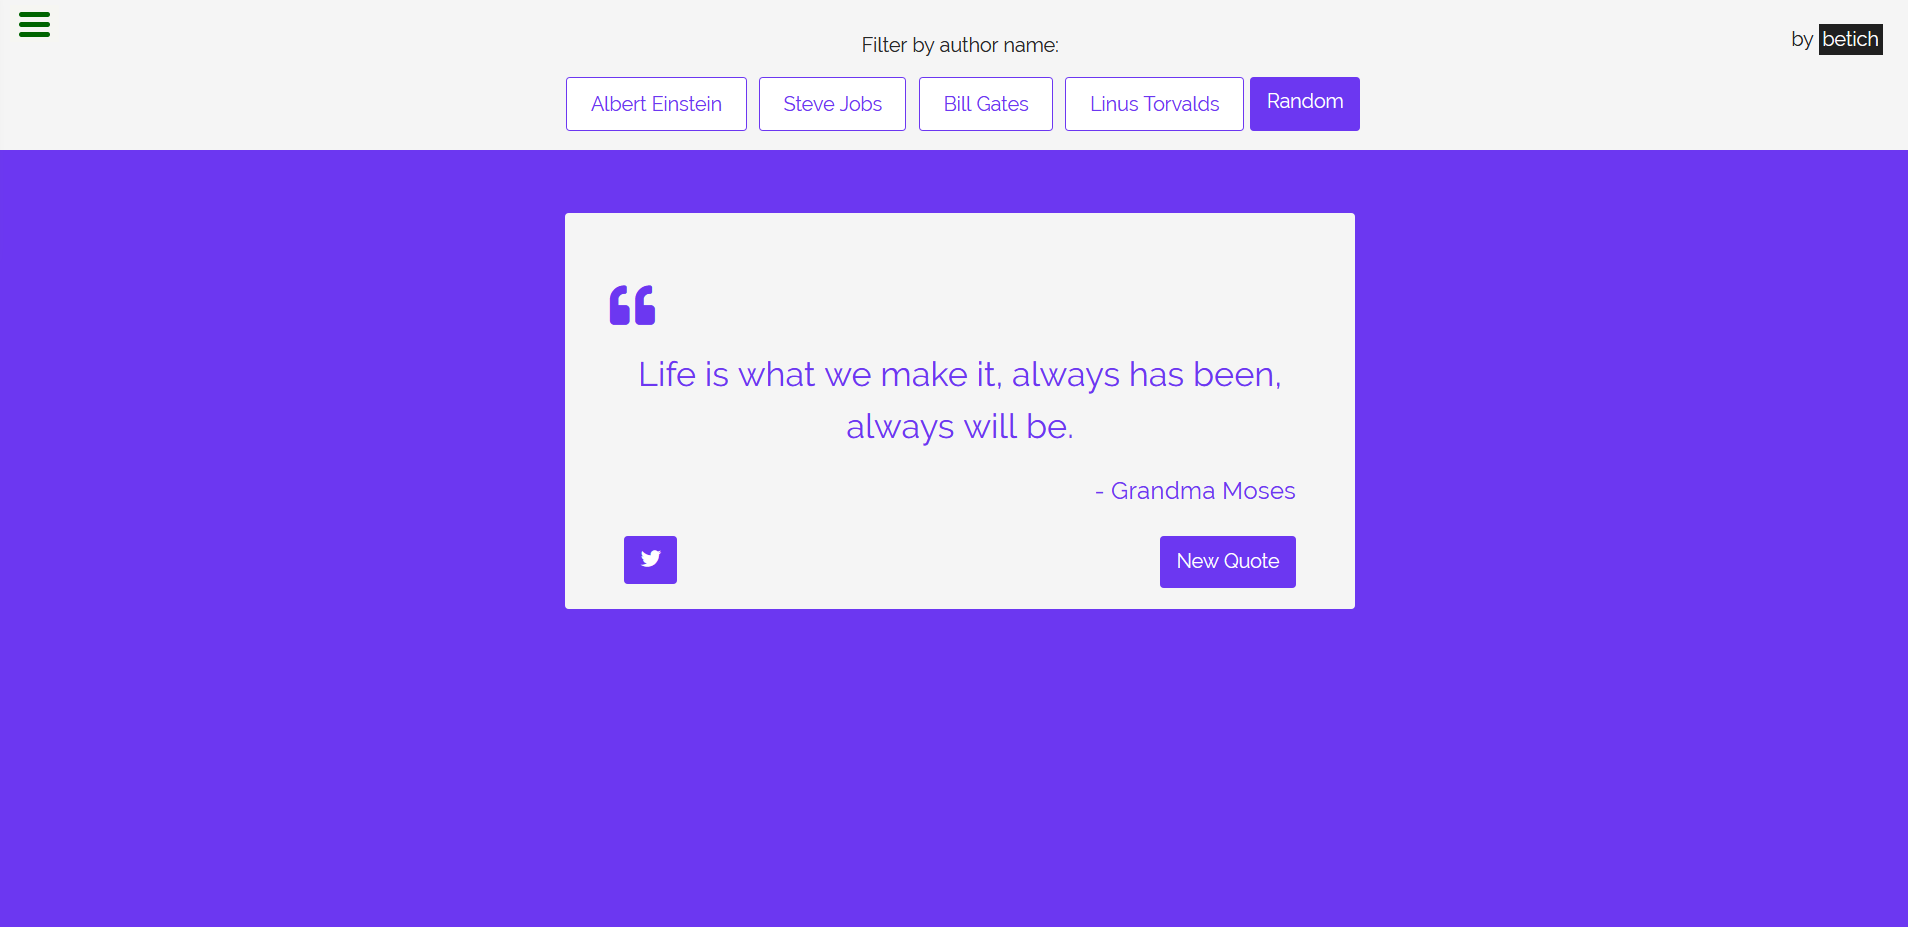 Filter by author name:
by betich
Albert Einstein Steve Jobs Bill Gates Linus Torvalds Random
Life is what we make it, always has been,
always will be.
- Grandma Moses
New Quote